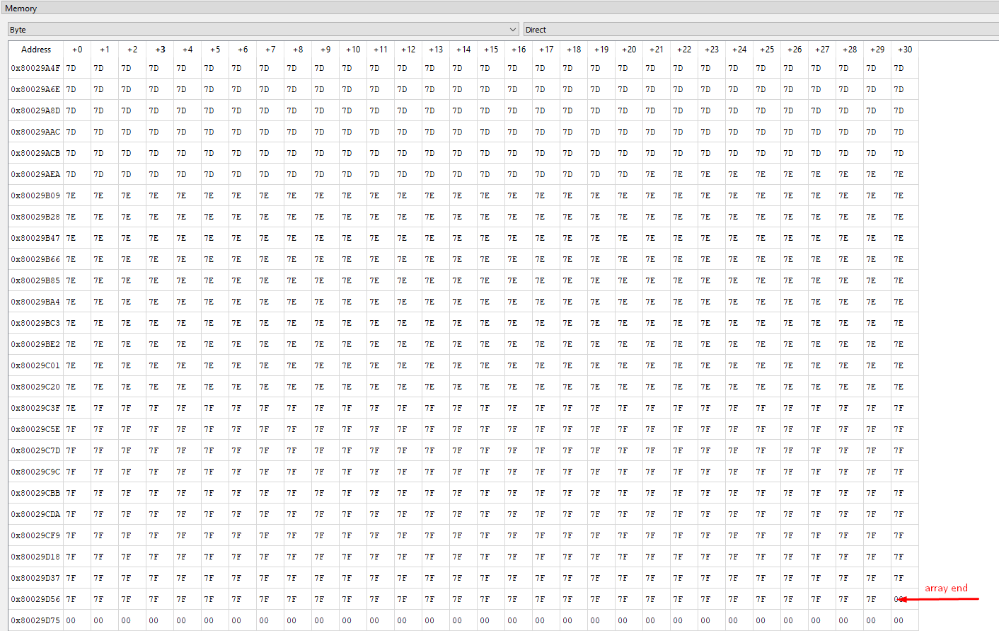 Memory
Byte Direct
Address +0 +1 +2 +3 +4 +5 +6 +7 +8 +9 +10 +11 +12 +13 +14 +15 +16 +17 +18 +19 +20 +21 +22 +23 +24 +25 +26 +27 +28 +29 +30
0x80029A4F 7D 7D 7D 7D 7D 7D 7D 7D 7D 7D 7D 7D 7D 7D 7D 7D 7D 7D 7D 7D 7D 7D 7D 7D 7D 7D 7D 7D 7D 7D 7D
0x80029A6E 7D 7D 7D 7D 7D 7D 7D 7D 7D 7D 7D 7D 7D 7D 7D 7D 7D 7D 7D 7D 7D 7D 7D 7D 7D 7D 7D 7D 7D 7D 7D
0x80029A8D 7D 7D 7D 7D 7D 7D 7D 7D 7D 7D 7D 7D 7D 7D 7D 7D 7D 7D 7D 7D 7D 7D 7D 7D 7D 7D 7D 7D 7D 7D 7D
0x80029AAC 7D 7D 7D 7D 7D 7D 7D 7D 7D 7D 7D 7D 7D 7D 7D 7D 7D 7D 7D 7D 7D 7D 7D 7D 7D 7D 7D 7D 7D 7D 7D
0x80029ACB 7D 7D 7D 7D 7D 7D 7D 7D 7D 7D 7D 7D 7D 7D 7D 7D 7D 7D 7D 7D 7D 7D 7D 7D 7D 7D 7D 7D 7D 7D 7D
0x80029AEA 7D 7D 7D 7D 7D 7D 7D 7D 7D 7D 7D 7D 7D 7D 7D 7D 7D 7D 7D 7D 7D 7E 7E 7E 7E 7E 7E 7E 7E 7E 7E
0x80029B09 7E 7E 7E 7E 7E 7E 7E 7E 7E 7E 7E 7E 7E 7E 7E 7E 7E 7E 7E 7E 7E 7E 7E 7E 7E 7E 7E 7E 7E 7E 7E
0x80029B28 7E 7E 7E 7E 7E 7E 7E 7E 7E 7E 7E 7E 7E 7E 7E 7E 7E 7E 7E 7E 7E 7E 7E 7E 7E 7E 7E 7E 7E 7E 7E
0x80029B47 7E 7E 7E 7E 7E 7E 7E 7E 7E 7E 7E 7E 7E 7E 7E 7E 7E 7E 7E 7E 7E 7E 7E 7E 7E 7E 7E 7E 7E 7E 7E
0x80029B66 7E 7E 7E 7E 7E 7E 7E 7E 7E 7E 7E 7E 7E 7E 7E 7E 7E 7E 7E 7E 7E 7E 7E 7E 7E 7E 7E 7E 7E 7E 7E
0x80029B85 7E 7E 7E 7E 7E 7E 7E 7E 7E 7E 7E 7E 7E 7E 7E 7E 7E 7E 7E 7E 7E 7E 7E 7E 7E 7E 7E 7E 7E 7E 7E
0x80029BA4 7E 7E 7E 7E 7E 7E 7E 7E 7E 7E 7E 7E 7E 7E 7E 7E 7E 7E 7E 7E 7E 7E 7E 7E 7E 7E 7E 7E 7E 7E 7E
0x80029BC3 7E 7E 7E 7E 7E 7E 7E 7E 7E 7E 7E 7E 7E 7E 7E 7E 7E 7E 7E 7E 7E 7E 7E 7E 7E 7E 7E 7E 7E 7E 7E
0x80029BE2 7E 7E 7E 7E 7E 7E 7E 7E 7E 7E 7E 7E 7E 7E 7E 7E 7E 7E 7E 7E 7E 7E 7E 7E 7E 7E 7E 7E 7E 7E 7E
0x80029C01 7E 7E 7E 7E 7E 7E 7E 7E 7E 7E 7E 7E 7E 7E 7E 7E 7E 7E 7E 7E 7E 7E 7E 7E 7E 7E 7E 7E 7E 7E 7E
0x80029C20 7E 7E 7E 7E 7E 7E 7E 7E 7E 7E 7E 7E 7E 7E 7E 7E 7E 7E 7E 7E 7E 7E 7E 7E 7E 7E 7E 7E 7E 7E 7E
0x80029C3F 7E 7F 7F 7F 7F 7F 7F 7F 7F 7F 7F 7F 7F 7F 7F 7F 7F 7F 7F 7F 7F 7F 7F 7F 7F 7F 7F 7F 7F 7F 7F
0x80029C5E 7F 7F 7F 7F 7F 7F 7F 7F 7F 7F 7F 7F 7F 7F 7F 7F 7F 7F 7F 7F 7F 7F 7F 7F 7F 7F 7F 7F 7F 7F 7F
0x80029C7D 7F 7F 7F 7F 7F 7F 7F 7F 7F 7F 7F 7F 7F 7F 7F 7F 7F 7F 7F 7F 7F 7F 7F 7F 7F 7F 7F 7F 7F 7F 7F
0x80029C9C 7F 7F 7F 7F 7F 7F 7F 7F 7F 7F 7F 7F 7F 7F 7F 7F 7F 7F 7F 7F 7F 7F 7F 7F 7F 7F 7F 7F 7F 7F 7F
0x80029CBB 7F 7F 7F 7F 7F 7F 7F 7F 7F 7F 7F 7F 7F 7F 7F 7F 7F 7F 7F 7F 7F 7F 7F 7F 7F 7F 7F 7F 7F 7F 7F
0x80029CDA 7F 7F 7F 7F 7F 7F 7F 7F 7F 7F 7F 7F 7F 7F 7F 7F 7F 7F 7F 7F 7F 7F 7F 7F 7F 7F 7F 7F 7F 7F 7F
0x80029CF9 7F 7F 7F 7F 7F 7F 7F 7F 7F 7F 7F 7F 7F 7F 7F 7F 7F 7F 7F 7F 7F 7F 7F 7F 7F 7F 7F 7F 7F 7F 7F
0x80029D18 7F 7F 7F 7F 7F 7F 7F 7F 7F 7F 7F 7F 7F 7F 7F 7F 7F 7F 7F 7F 7F 7F 7F 7F 7F 7F 7F 7F 7F 7F 7F
0x80029D37 7F 7F 7F 7F 7F 7F 7F 7F 7F 7F 7F 7F 7F 7F 7F 7F 7F 7F 7F 7F 7F 7F 7F 7F 7F 7F 7F 7F 7F 7F 7F
array end
0x80029D56 7F 7F 7F 7F 7F 7F 7F 7F 7F 7F 7F 7F 7F 7F 7F 7F 7F 7F 7F 7F 7F 7F 7F 7F 7F 7F 7F 7F 7F 7F 00
0x80029D75 00 00 00 00 00 00 00 00 00 00 00 00 00 00 00 00 00 00 00 00 00 00 00 00 00 00 00 00 00 00 00